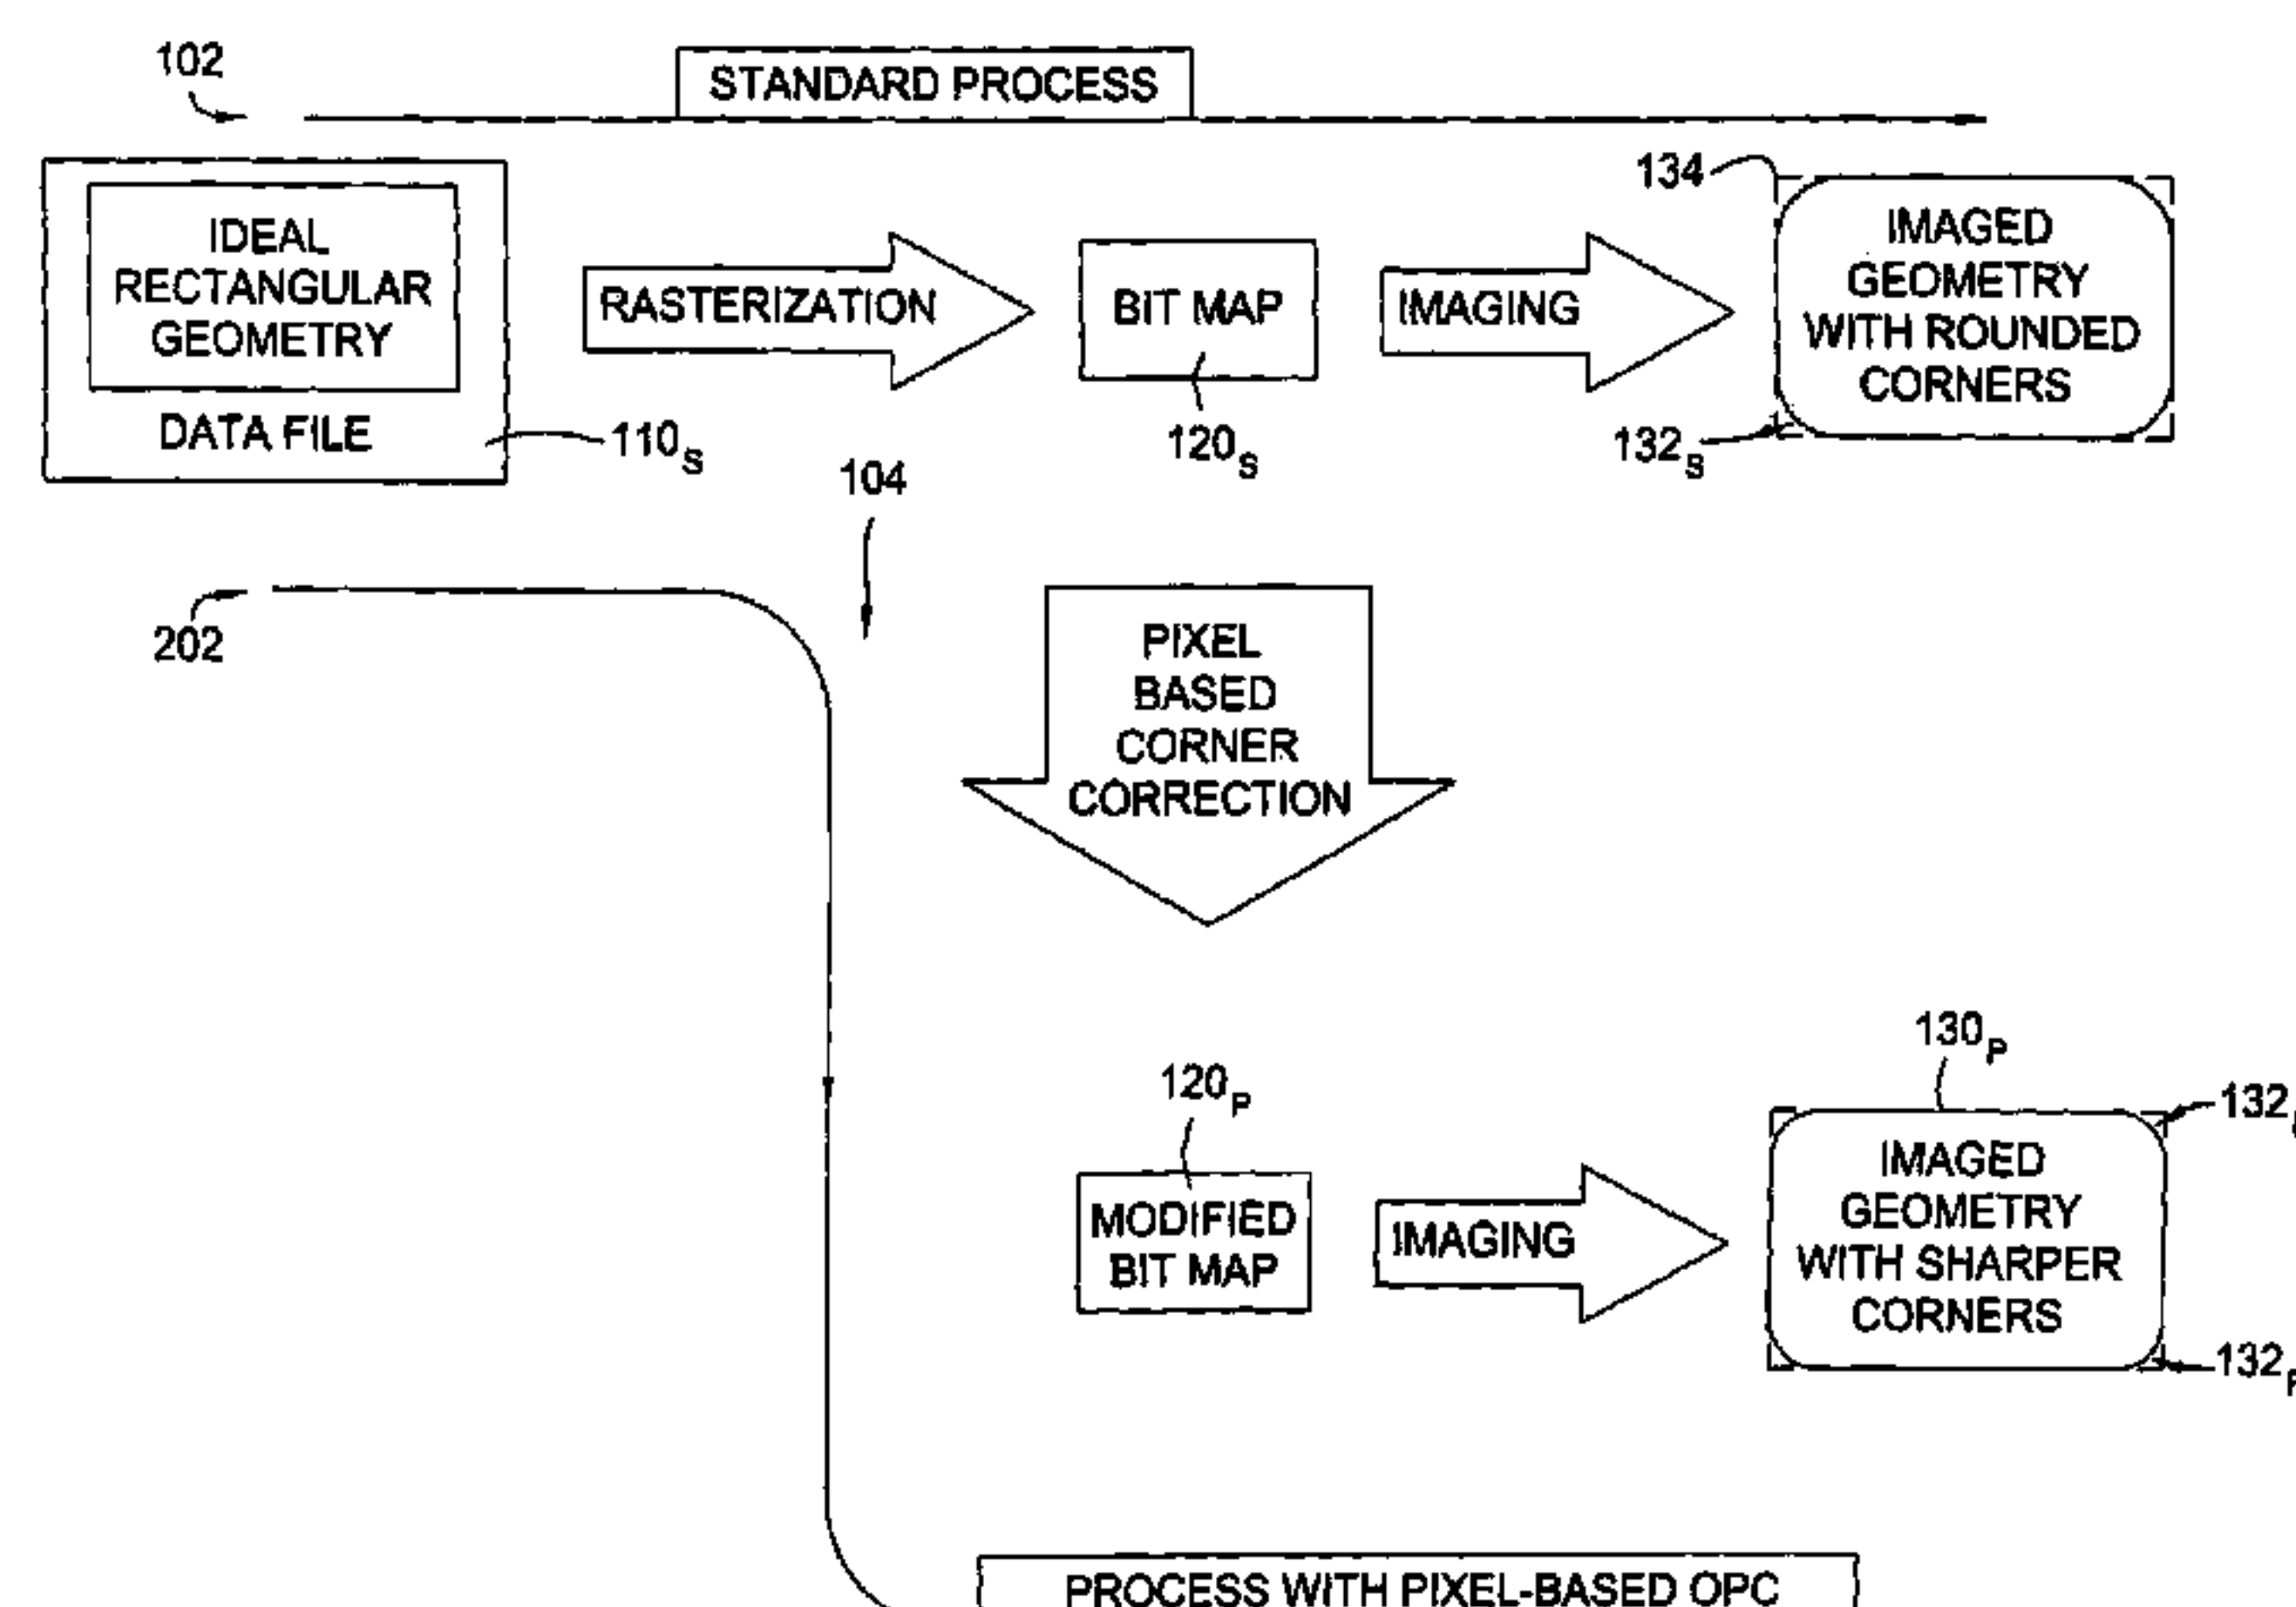 102
STANDARD PROCESS
134
IDEAL
RECTANGULAR
GEOMETRY
DATA FILE
110S
RASTERIZATION
BIT MAP
120S
IMAGING
IMAGED
GEOMETRY
WITH ROUNDED
CORNERS
132S
104
202
PIXEL
BASED
CORNER
CORRECTION
120P
MODIFIED
BIT MAP
IMAGING
130P
132
IMAGED
GEOMETRY
WITH SHARPER
CORNERS
132P
PROCESS WITH PIXEL-BASED OPC